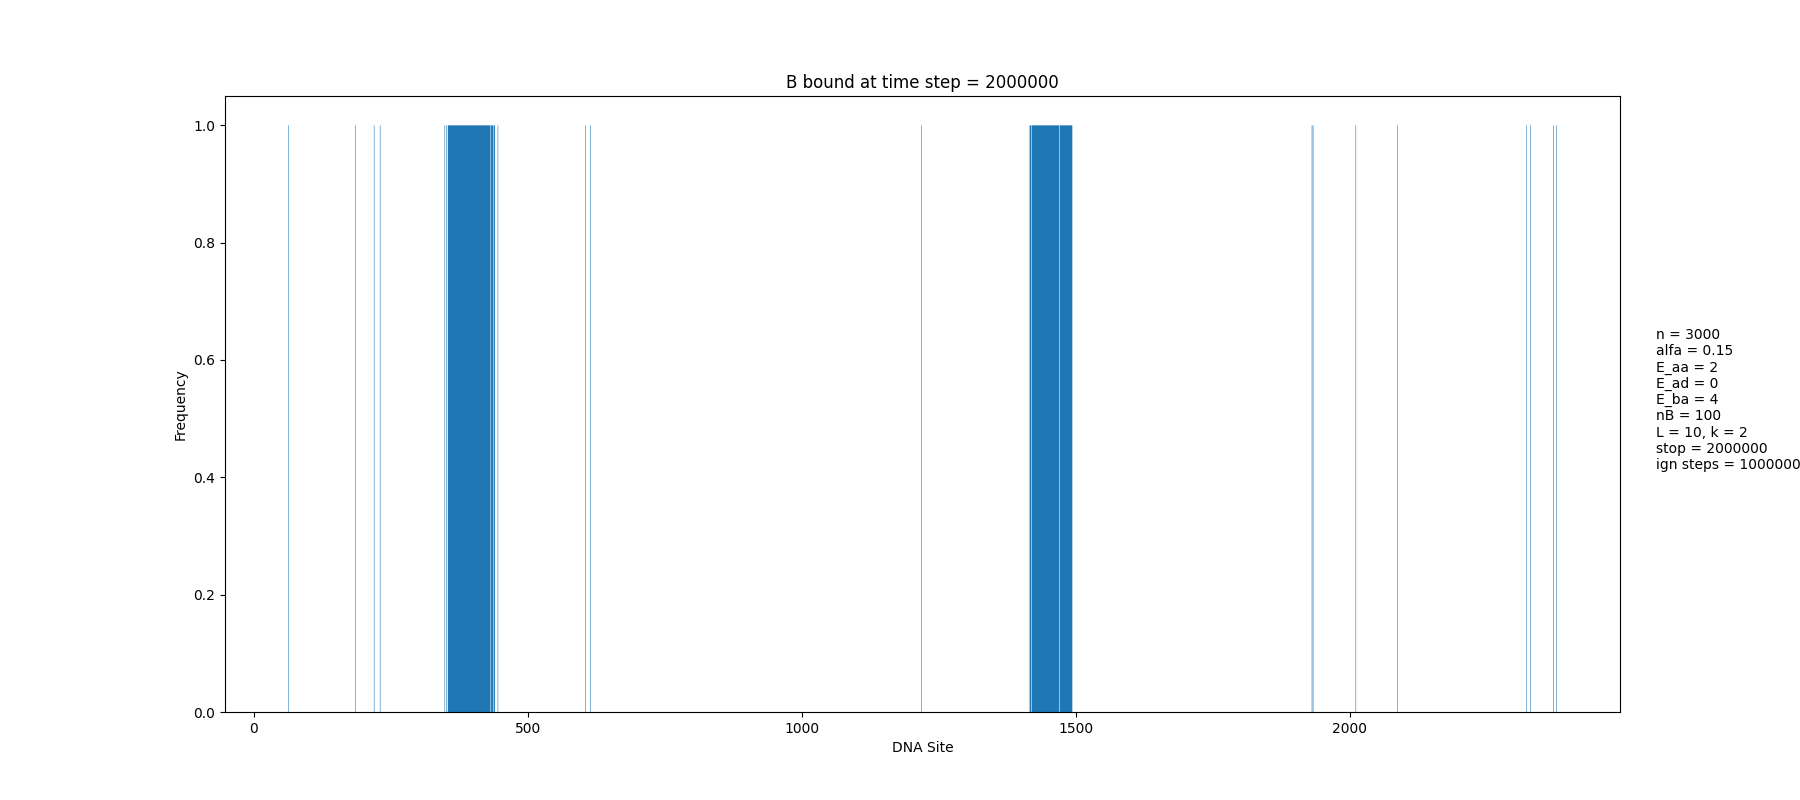 B bound at time step = 2000000
1.0
0.8
0.6
0.4
0.2
0.0
Frequency
0 500 1000 1500 2000
DNA Site
n = 3000
alfa = 0.15
E_aa = 2
E_ad = 0
E_ba = 4
nB = 100
L = 10, k = 2
stop = 2000000
ign steps = 1000000